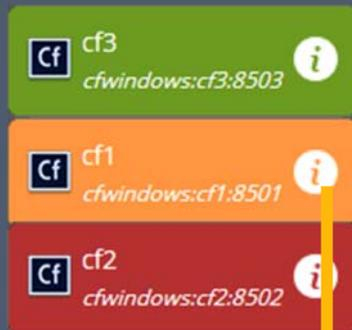 Cf cf3 i
cfwindows:cf3:8503
Cf cf1 i
cfwindows:cf1:8501
Cf cf2 i
cfwindows:cf2:8502